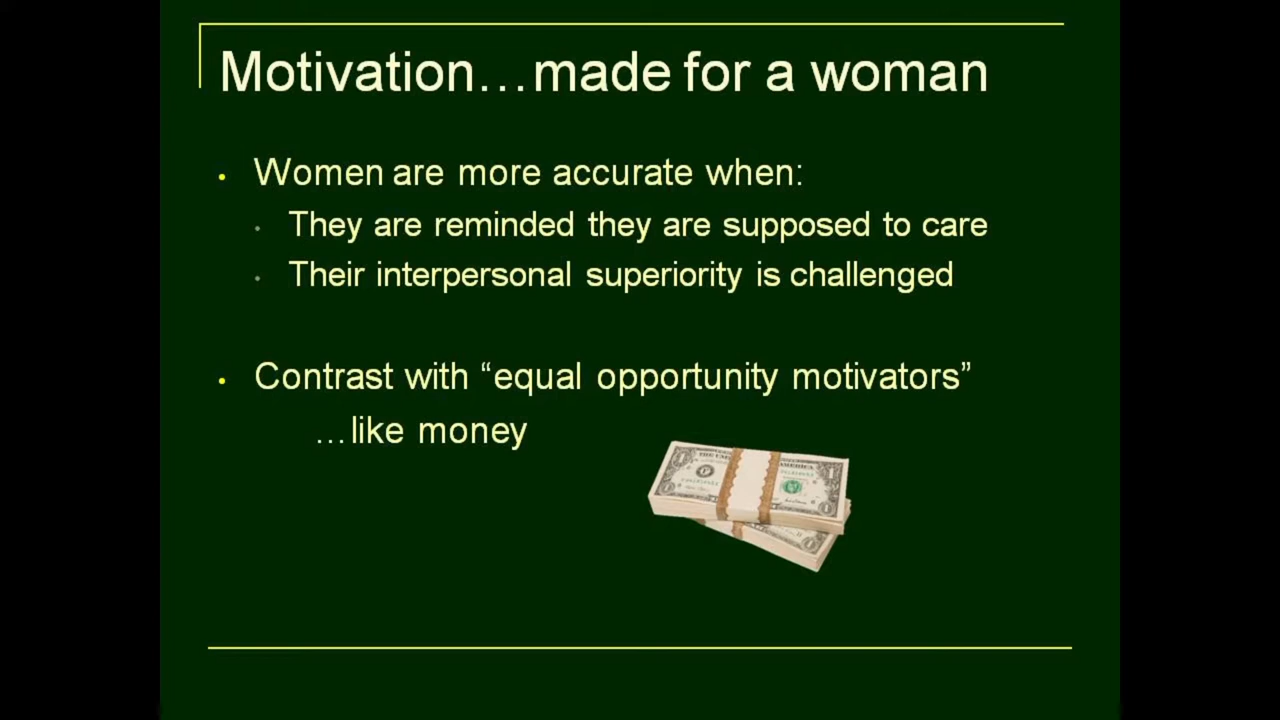 Motivation…made for a woman
• Women are more accurate when:
• They are reminded they are supposed to care
• Their interpersonal superiority is challenged
• Contrast with “equal opportunity motivators”
…like money